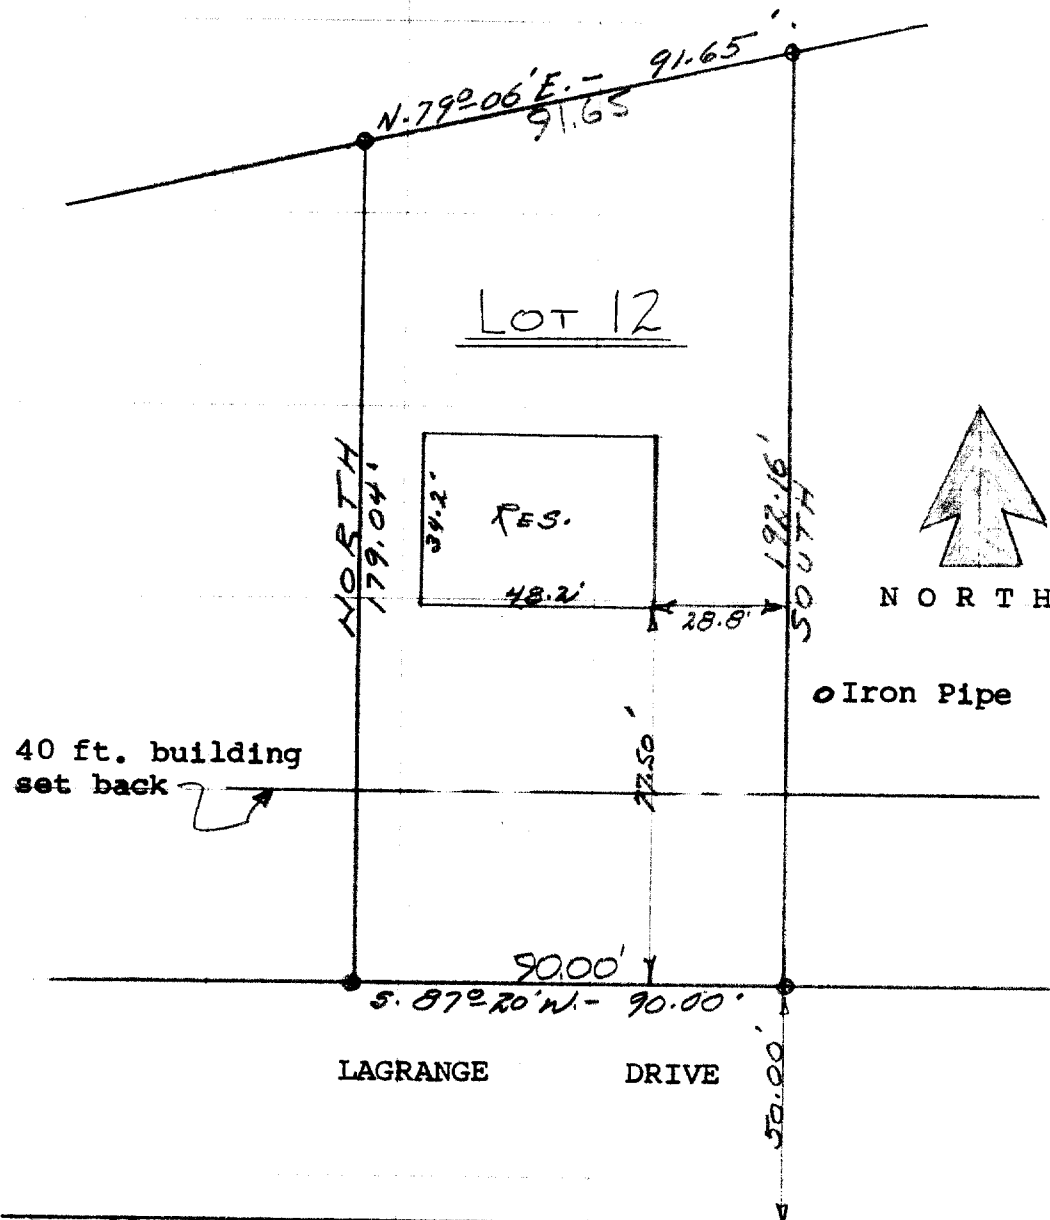 N. 79º-06' E. - 91.65'
91.65
LOT 12
NORTH
179.04'
34.2'
RES.
48.2'
28.8'
192.16'
SOUTH
NORTH
Iron Pipe
40 ft. building
set back
77.50'
90.00'
S. 87º-20' W. - 90.00'
LAGRANGE DRIVE
50.00'